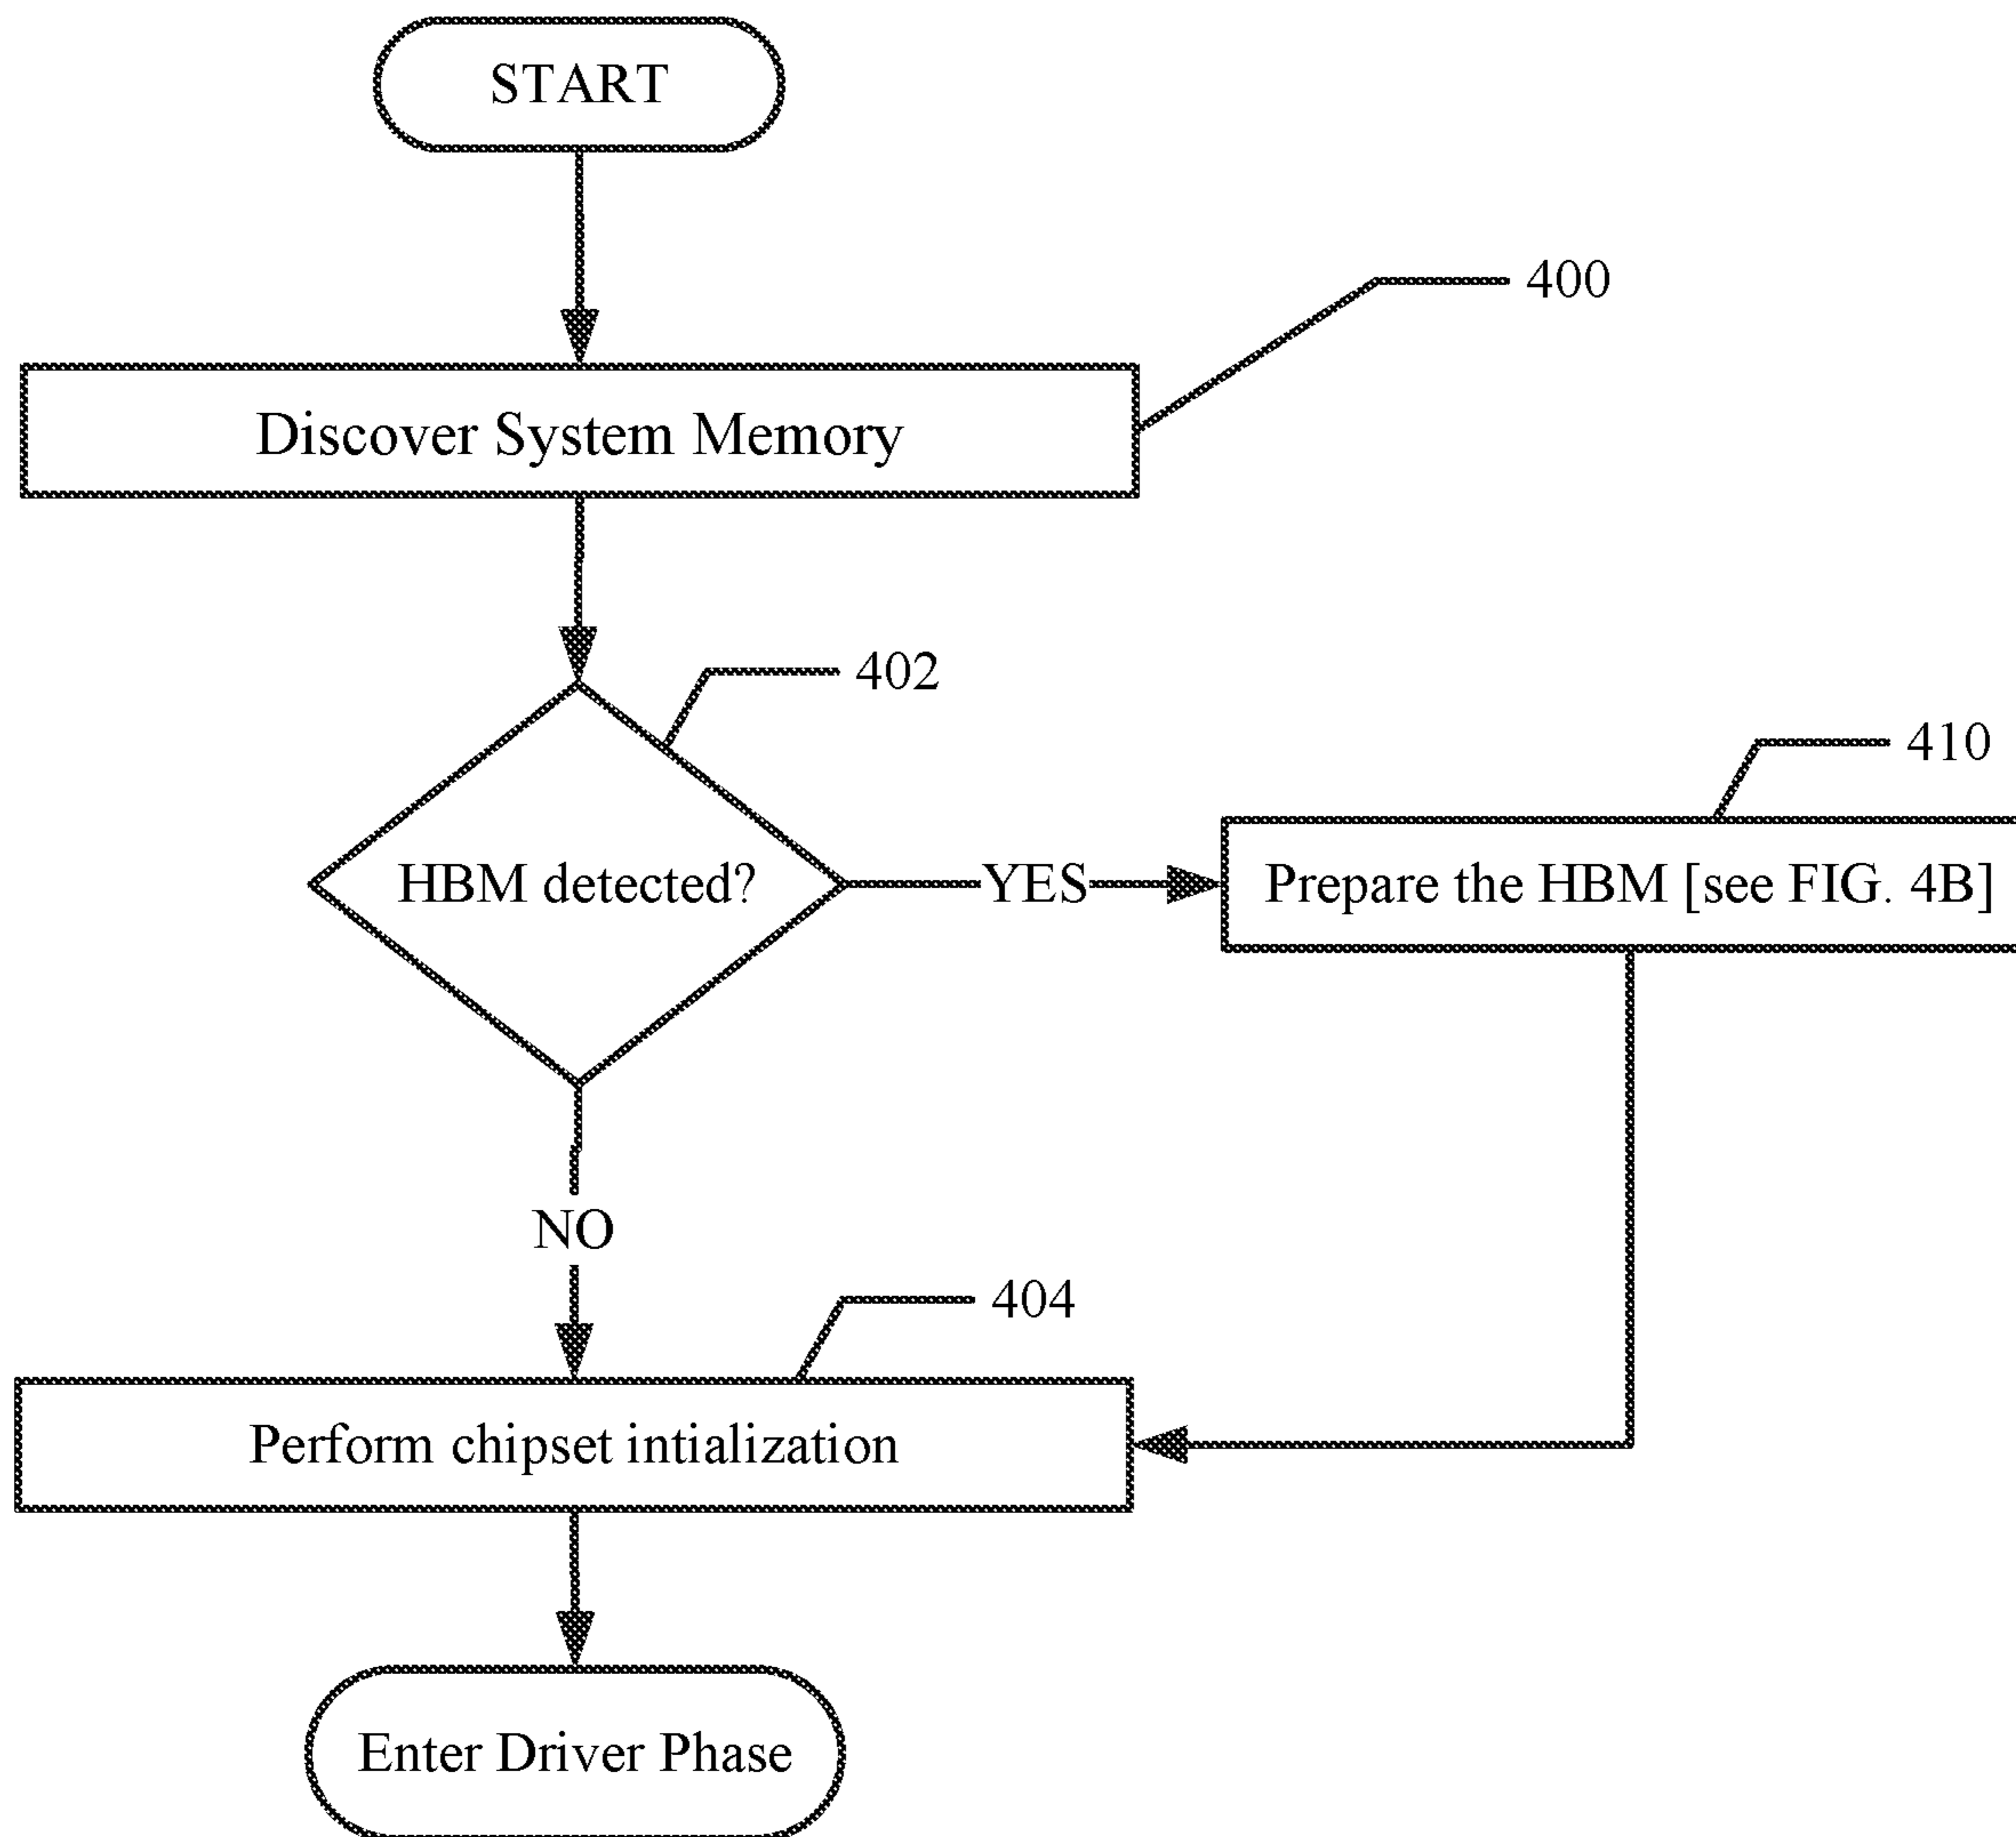 START
400
Discover System Memory
402
410
HBM detected?
YES
Prepare the HBM [see FIG. 4B]
NO
404
Perform chipset intialization
Enter Driver Phase